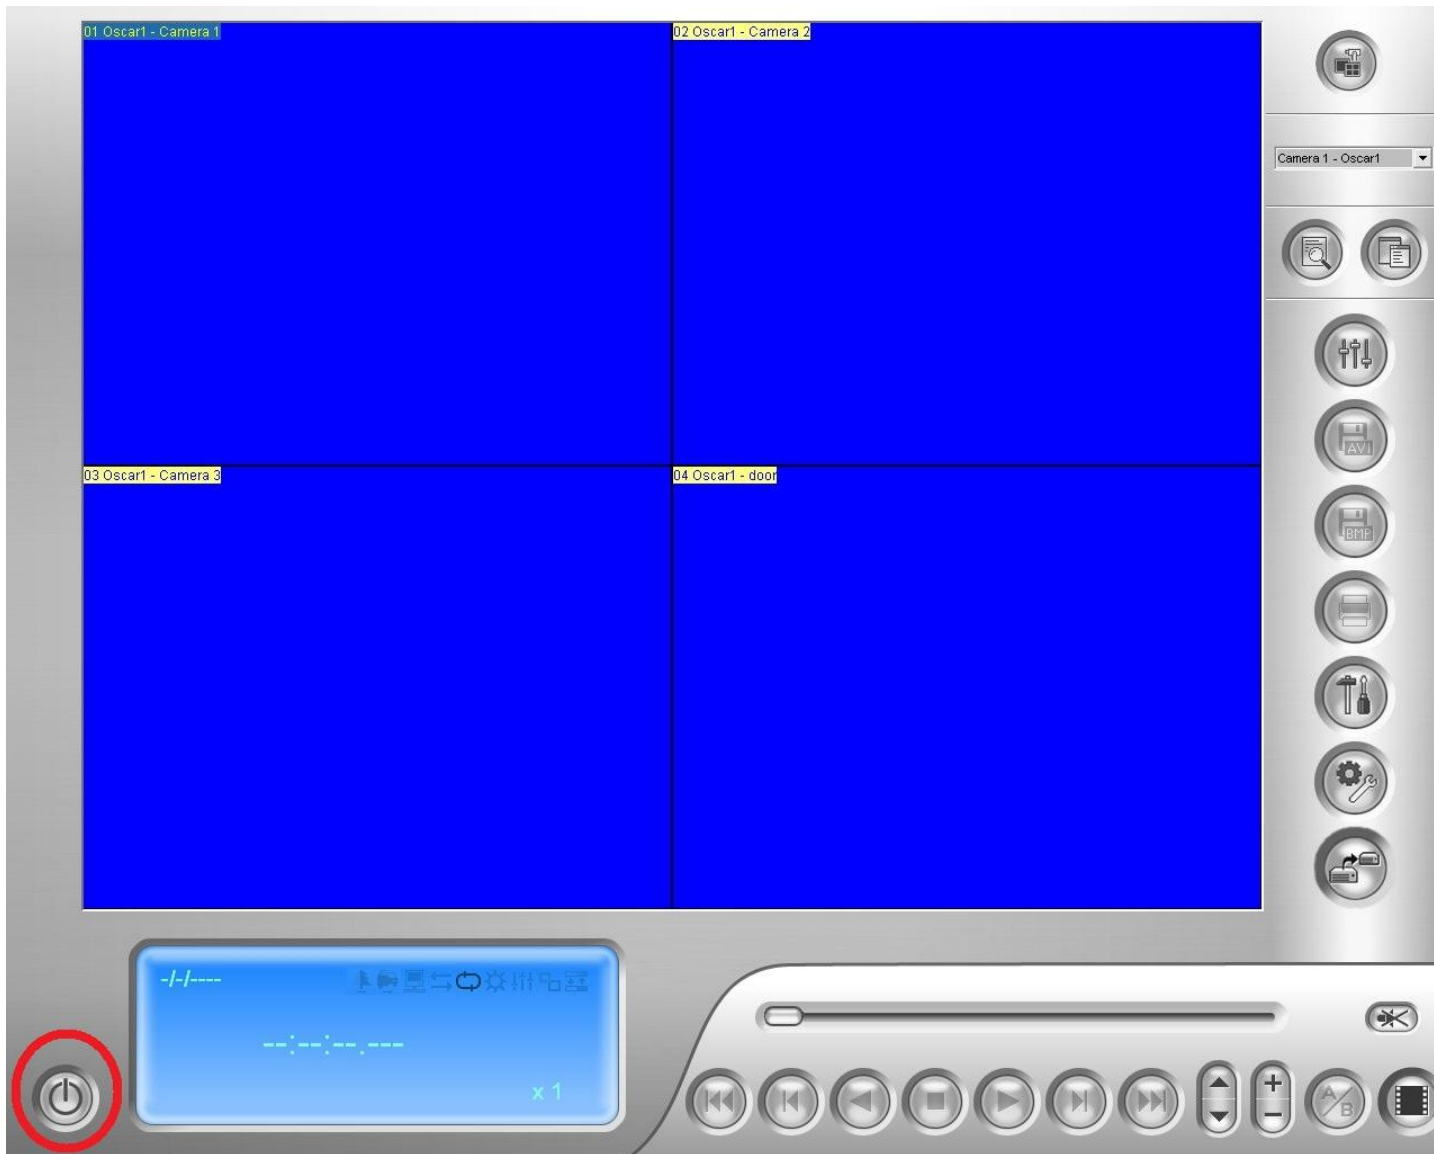 01 Oscar1 - Camera 1
02 Oscar1 - Camera 2
Camera 1 - Oscar1
AVI
03 Oscar1 - Camera 3
04 Oscar1 - door
BMP
-/-/----
--:--:--.---
x 1
+
−
A/B